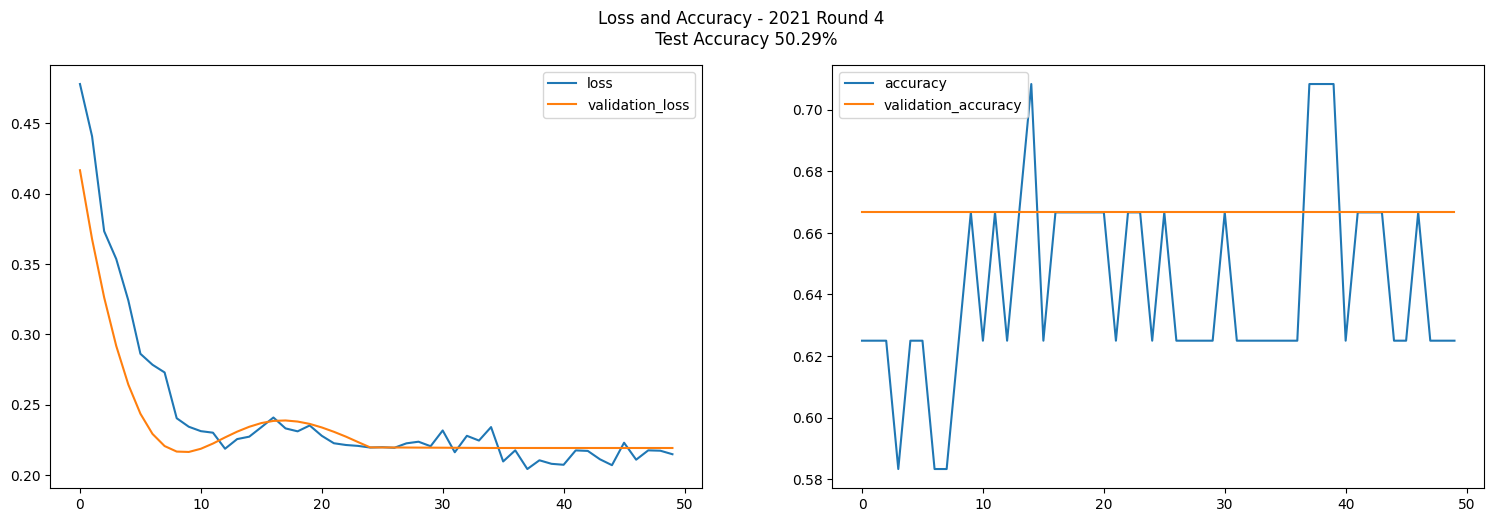 Loss and Accuracy - 2021 Round 4
Test Accuracy 50.29%
loss
validation_loss
0.45
0.40
0.35
0.30
0.25
0.20
0 10 20 30 40 50
accuracy
validation_accuracy
0.70
0.68
0.66
0.64
0.62
0.60
0.58
0 10 20 30 40 50